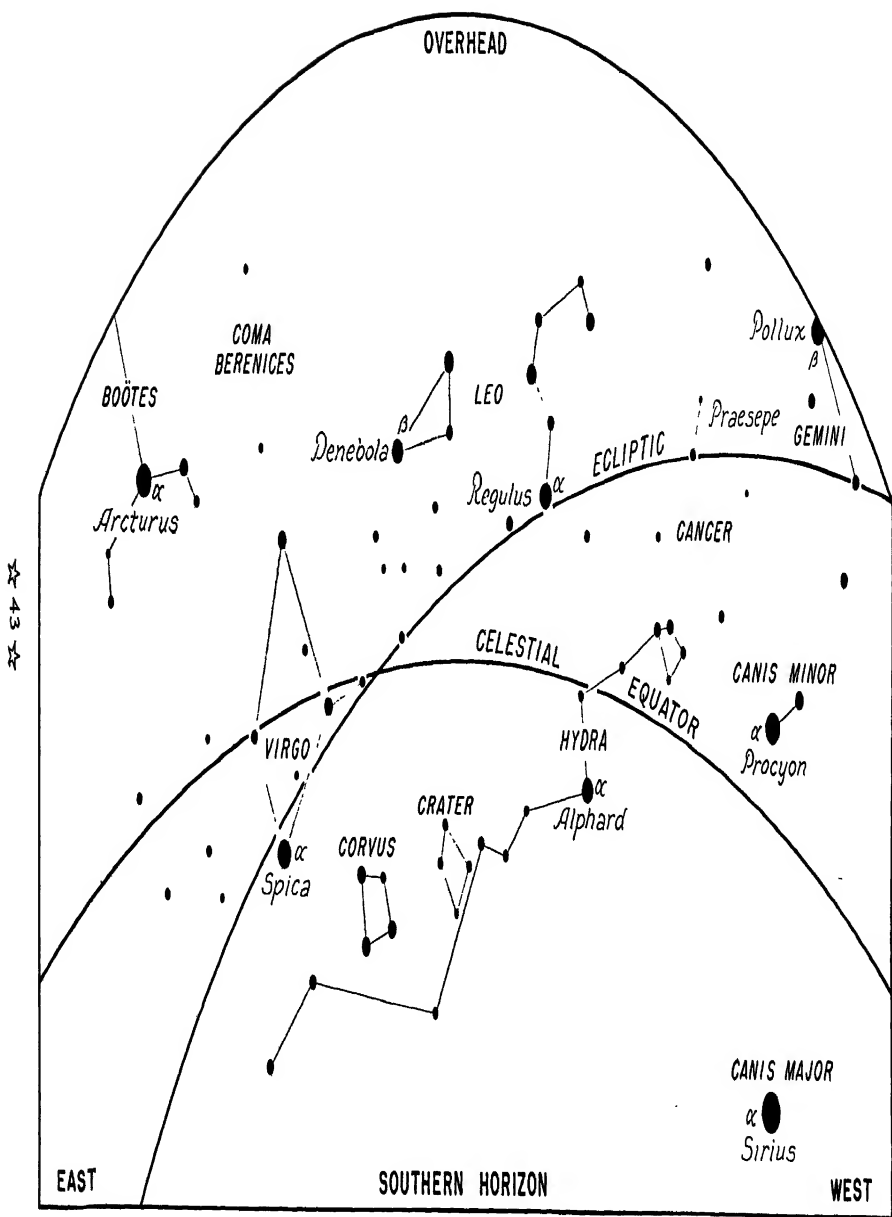 OVERHEAD
COMA
BERENICES
BOÖTES
α
Arcturus
β
Denebola
LEO
Regulus
α
ECLIPTIC
Praesepe
Pollux
β
GEMINI
CANCER
CELESTIAL
EQUATOR
CANIS MINOR
α
Procyon
VIRGO
α
Spica
HYDRA
α
Alphard
CRATER
CORVUS
CANIS MAJOR
α
Sirius
EAST
SOUTHERN HORIZON
WEST
☆ 43 ☆